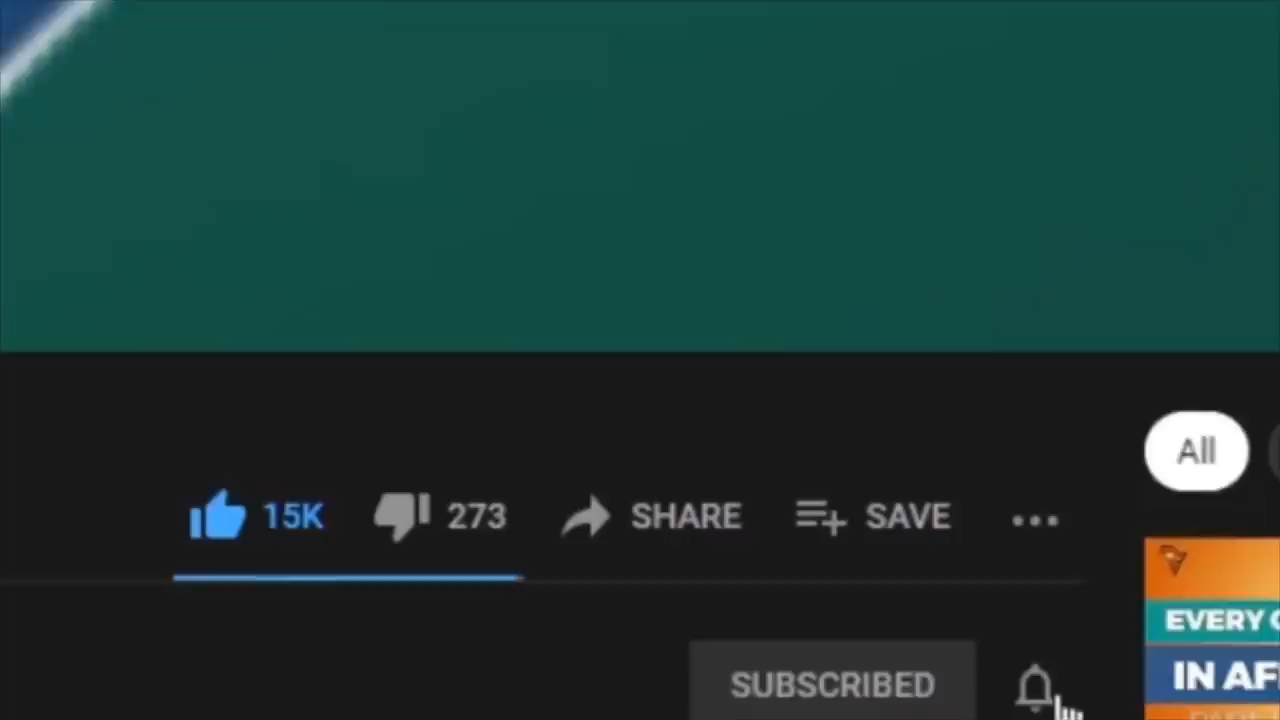 All
15K 273 SHARE SAVE
EVERY
IN AF
SUBSCRIBED